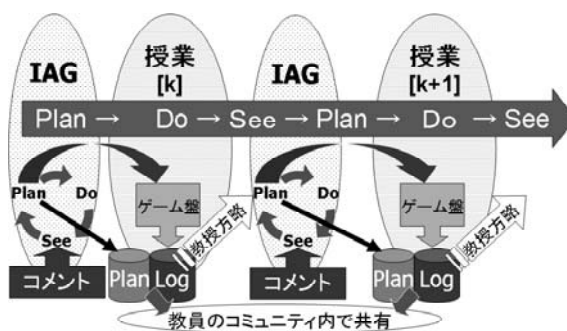 IAG
授業
[k]
IAG
授業
[k+1]
Plan → Do → See → Plan → Do → See
Plan
Do
See
ゲーム盤
教授方略
コメント
Plan
Log
Plan
Do
See
ゲーム盤
教授方略
コメント
Plan
Log
教員のコミュニティ内で共有